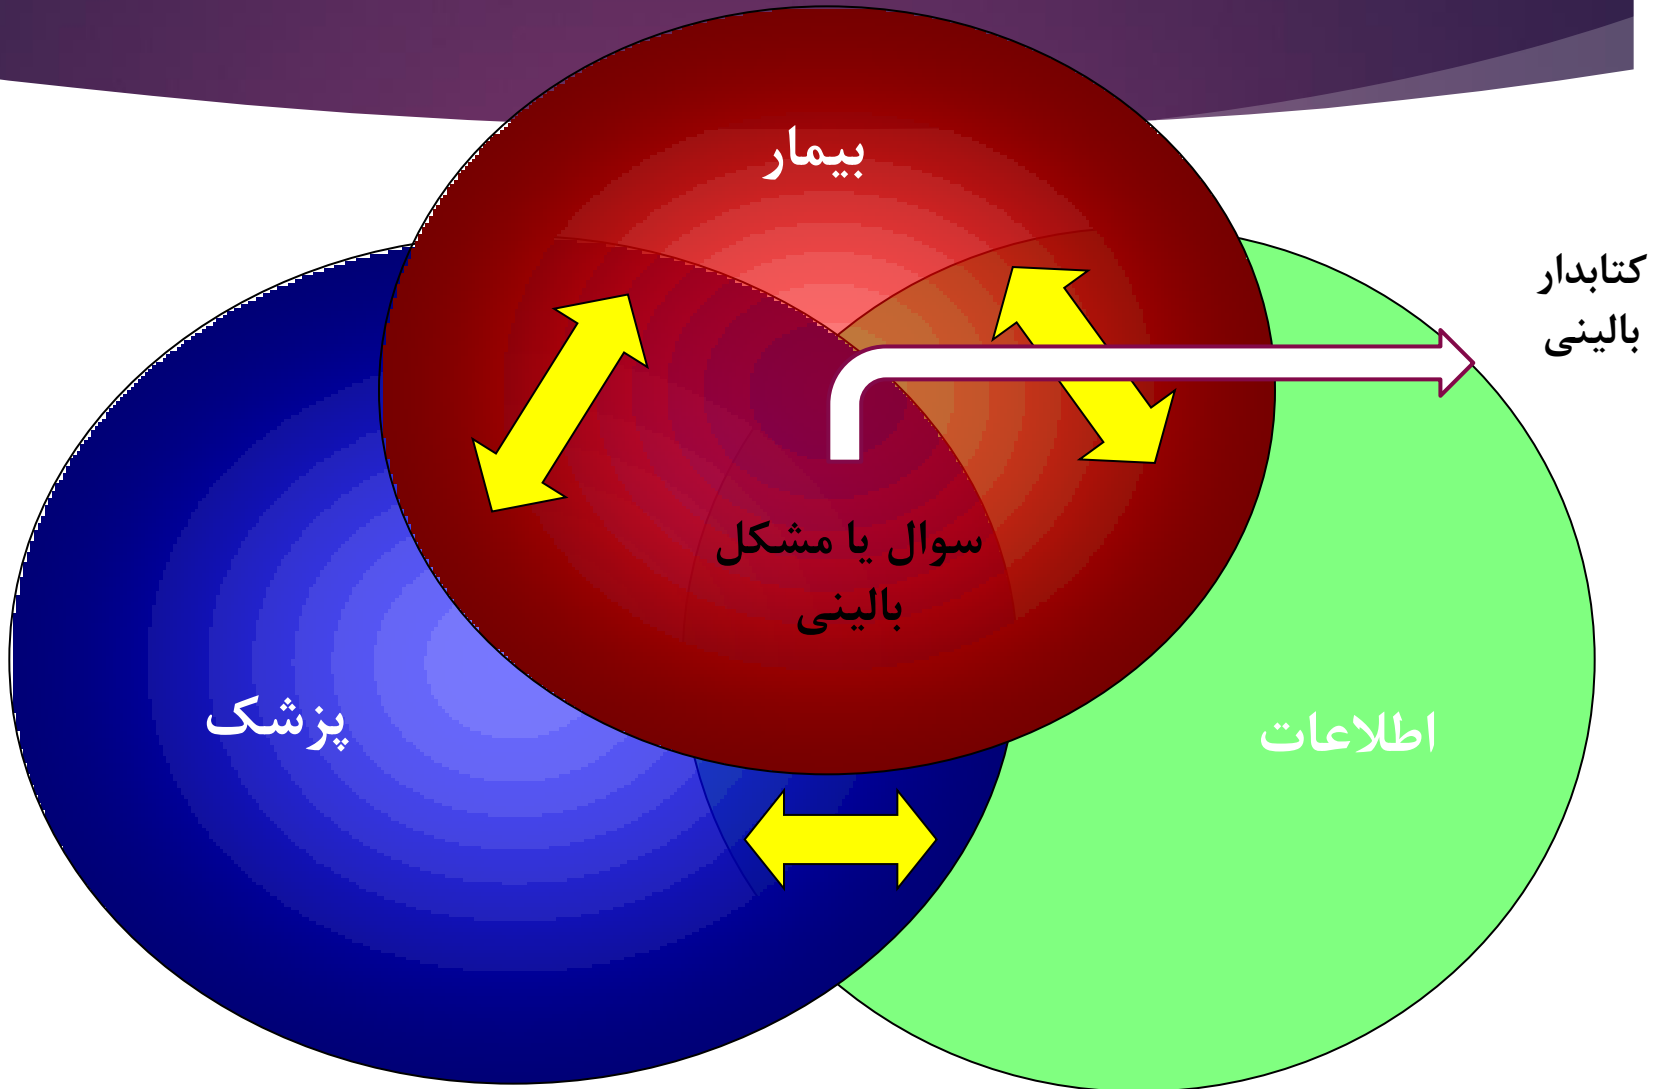 بیمار
کتابدار
بالینی
سوال یا مشکل
بالینی
پزشک
اطلاعات